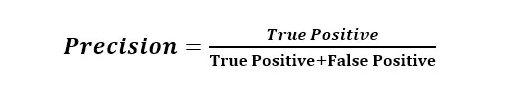 Precision = True Positive
True Positive+False Positive